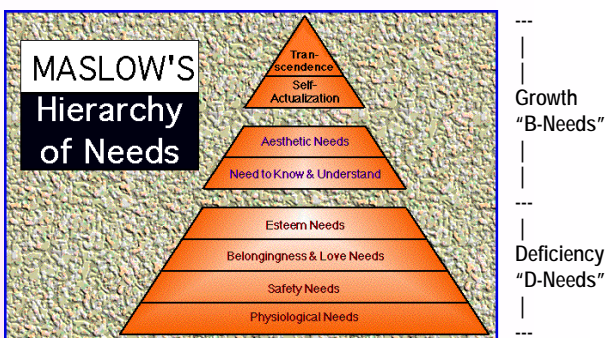 MASLOW'S
Hierarchy
of Needs
Tran-
scendence
Self-
Actualization
Aesthetic Needs
Need to Know & Understand
Esteem Needs
Belongingness & Love Needs
Safety Needs
Physiological Needs
---
|
|
Growth
“B-Needs”
|
|
---
|
Deficiency
“D-Needs”
|
---